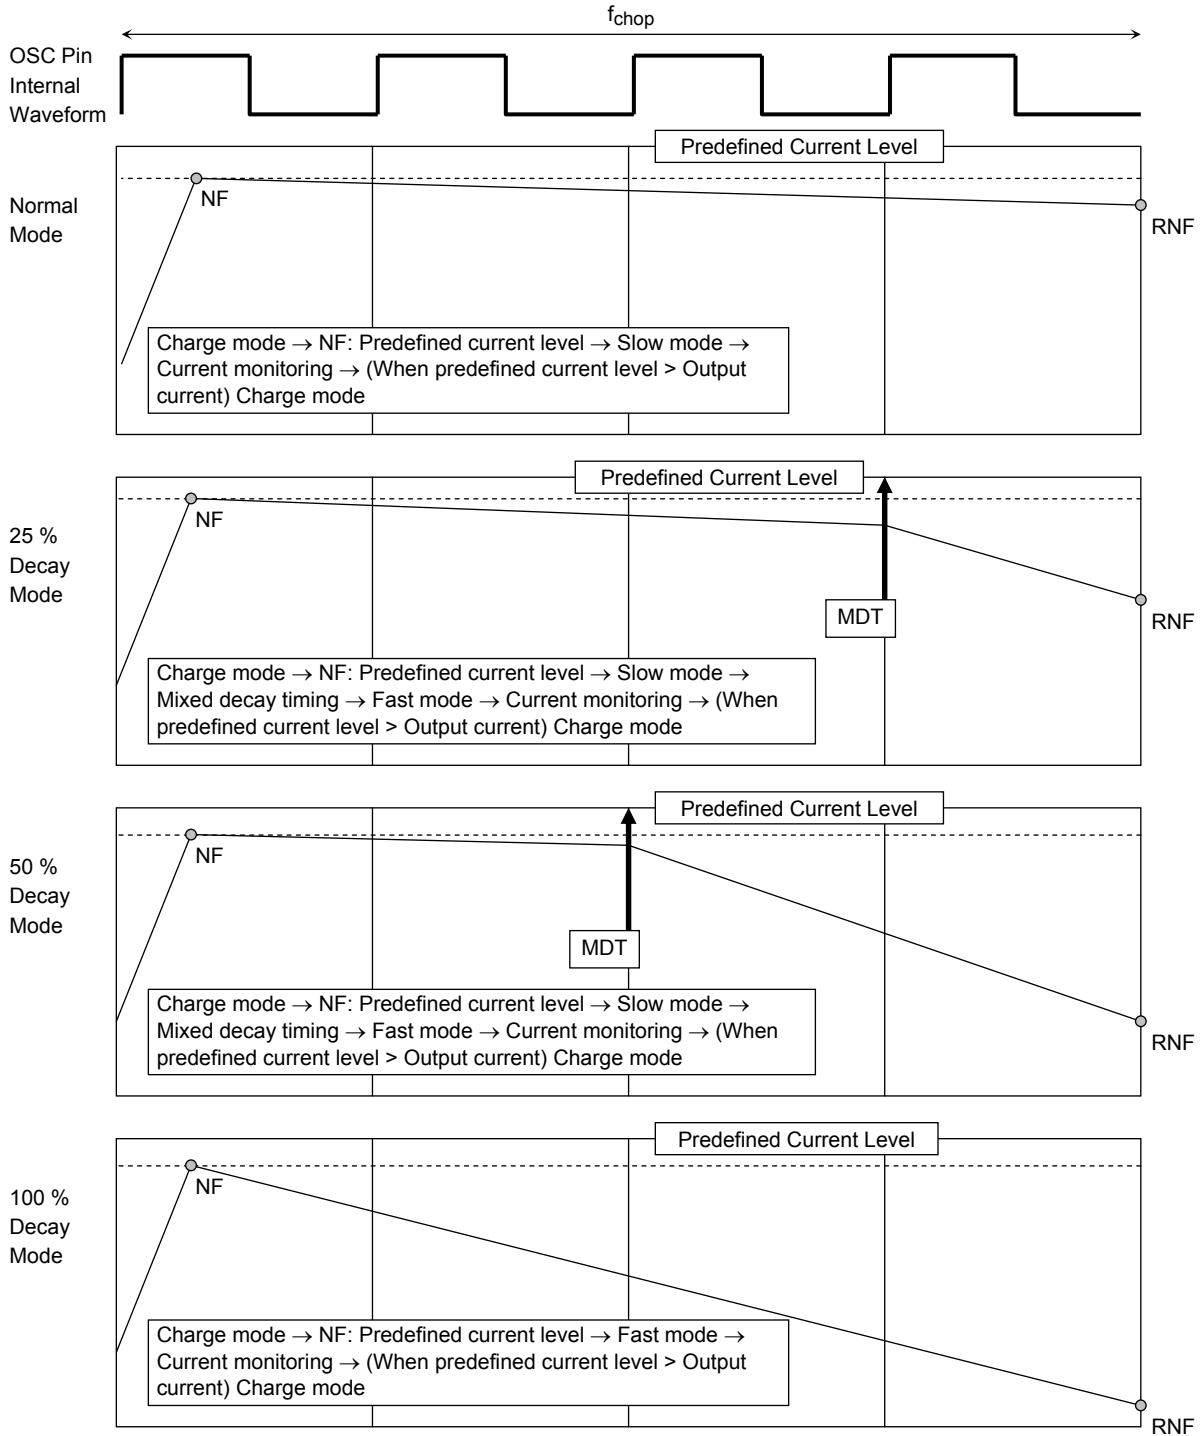 fchop
OSC Pin
Internal
Waveform
Predefined Current Level
NF
Normal
Mode
RNF
Charge mode → NF: Predefined current level → Slow mode →
Current monitoring → (When predefined current level > Output
current) Charge mode
Predefined Current Level
NF
25 %
Decay
Mode
MDT
RNF
Charge mode → NF: Predefined current level → Slow mode →
Mixed decay timing → Fast mode → Current monitoring → (When
predefined current level > Output current) Charge mode
Predefined Current Level
NF
50 %
Decay
Mode
MDT
RNF
Charge mode → NF: Predefined current level → Slow mode →
Mixed decay timing → Fast mode → Current monitoring → (When
predefined current level > Output current) Charge mode
Predefined Current Level
NF
100 %
Decay
Mode
Charge mode → NF: Predefined current level → Fast mode →
Current monitoring → (When predefined current level > Output
current) Charge mode
RNF